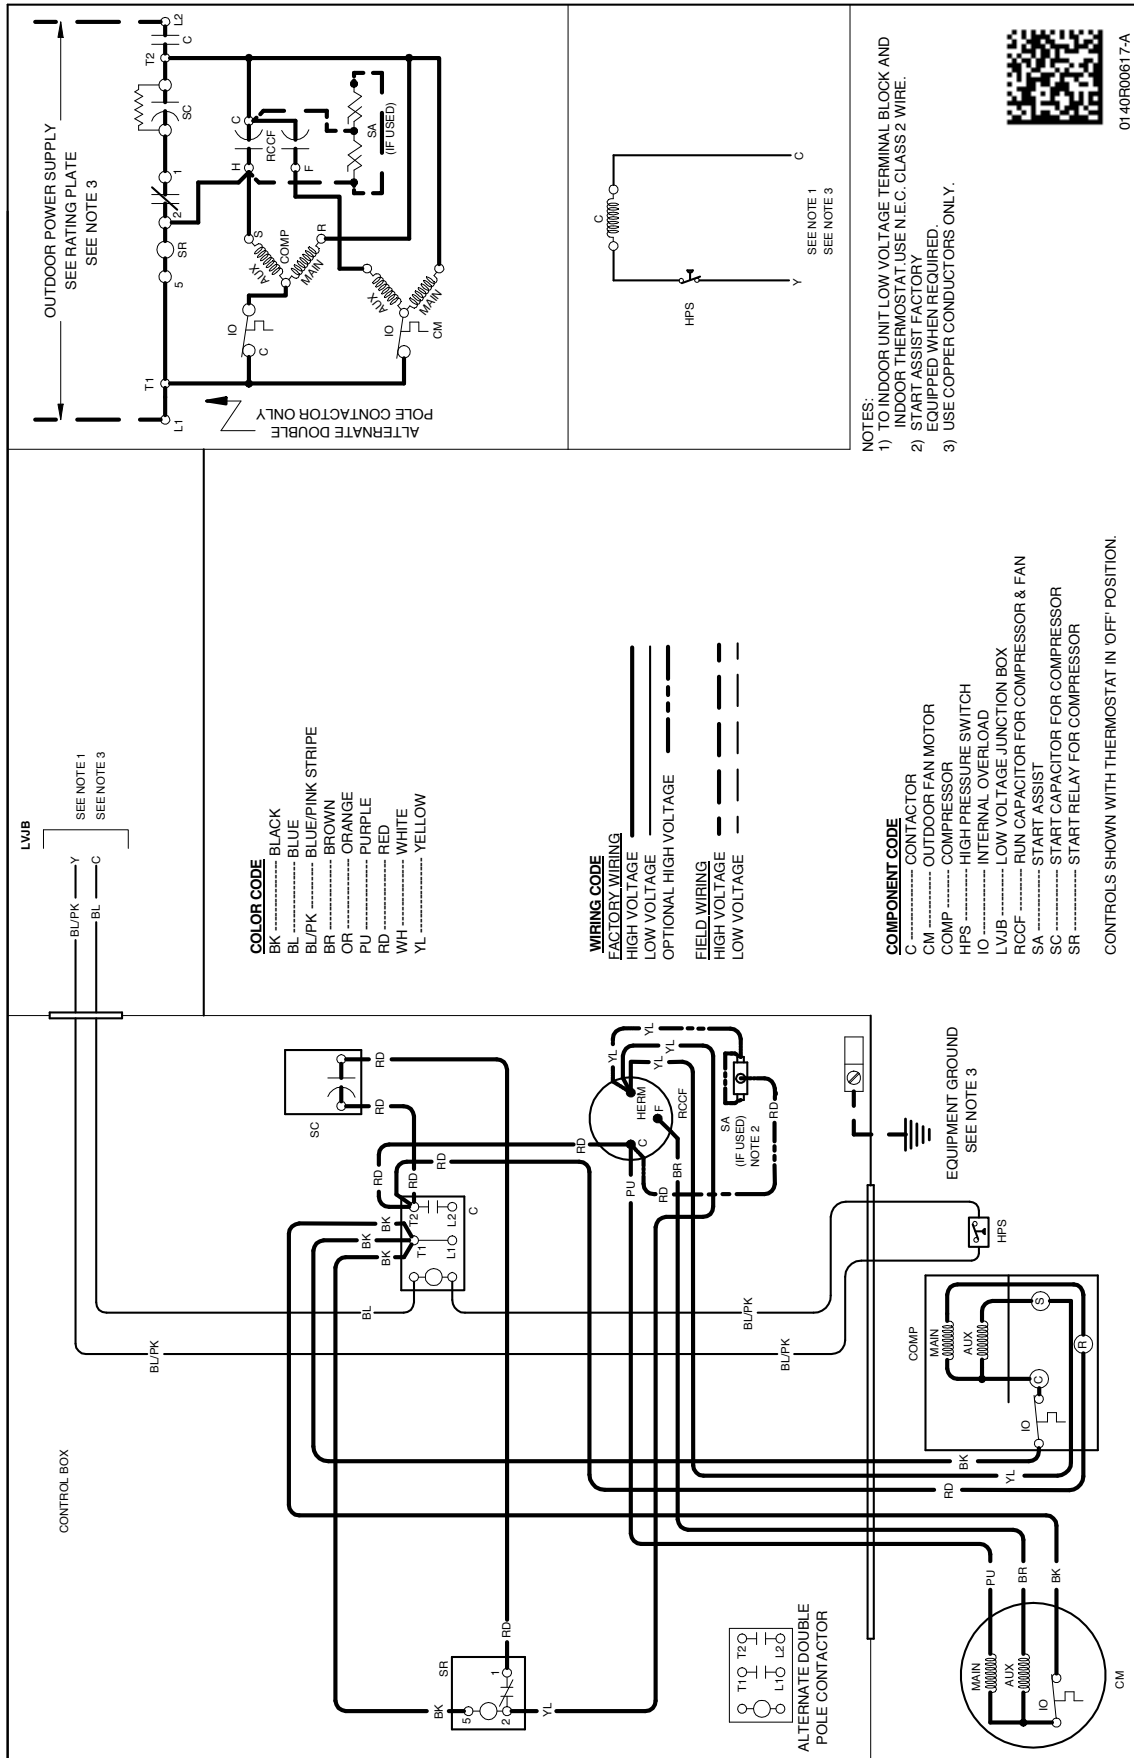 CONTROL BOX
LVJB
Y
C
BL/PK
BL
SEE NOTE 1
SEE NOTE 3
BL/PK
BL
BL/PK
BL/PK
SC
RD
RD
RD
RD
RD
RD
RD
BK
BK
BK
T2
T1
L2
L1
C
SR
5
2
1
BK
RD
YL
HERM
F
C
RCCF
YL
YL
YL
PU
BR
RD
RD
SA
(IF USED)
NOTE 2
EQUIPMENT GROUND
SEE NOTE 3
HPS
COMP
MAIN
AUX
S
R
C
IO
BK
YL
RD
PU
BR
BK
MAIN
AUX
IO
CM
T1
T2
L1
L2
ALTERNATE DOUBLE
POLE CONTACTOR
COLOR CODE
BK ---------- BLACK
BL ---------- BLUE
BL/PK ------- BLUE/PINK STRIPE
BR ---------- BROWN
OR ---------- ORANGE
PU ---------- PURPLE
RD ---------- RED
WH ---------- WHITE
YL ---------- YELLOW
WIRING CODE
FACTORY WIRING
HIGH VOLTAGE
LOW VOLTAGE
OPTIONAL HIGH VOLTAGE
FIELD WIRING
HIGH VOLTAGE
LOW VOLTAGE
COMPONENT CODE
C ---------- CONTACTOR
CM -------- OUTDOOR FAN MOTOR
COMP ------ COMPRESSOR
HPS -------- HIGH PRESSURE SWITCH
IO ---------- INTERNAL OVERLOAD
LVJB -------- LOW VOLTAGE JUNCTION BOX
RCCF ------- RUN CAPACITOR FOR COMPRESSOR & FAN
SA ---------- START ASSIST
SC ---------- START CAPACITOR FOR COMPRESSOR
SR ---------- START RELAY FOR COMPRESSOR
CONTROLS SHOWN WITH THERMOSTAT IN 'OFF' POSITION.
OUTDOOR POWER SUPPLY
SEE RATING PLATE
SEE NOTE 3
L1
T1
5
SR
2
1
SC
T2
C
L2
ALTERNATE DOUBLE
POLE CONTACTOR ONLY
IO
C
AUX
S
COMP
MAIN
R
H
C
RCCF
F
SA
(IF USED)
IO
CM
AUX
MAIN
C
HPS
Y
C
SEE NOTE 1
SEE NOTE 3
NOTES:
1) TO INDOOR UNIT LOW VOLTAGE TERMINAL BLOCK AND
INDOOR THERMOSTAT.USE N.E.C. CLASS 2 WIRE.
2) START ASSIST FACTORY
EQUIPPED WHEN REQUIRED.
3) USE COPPER CONDUCTORS ONLY.
0140R00617-A